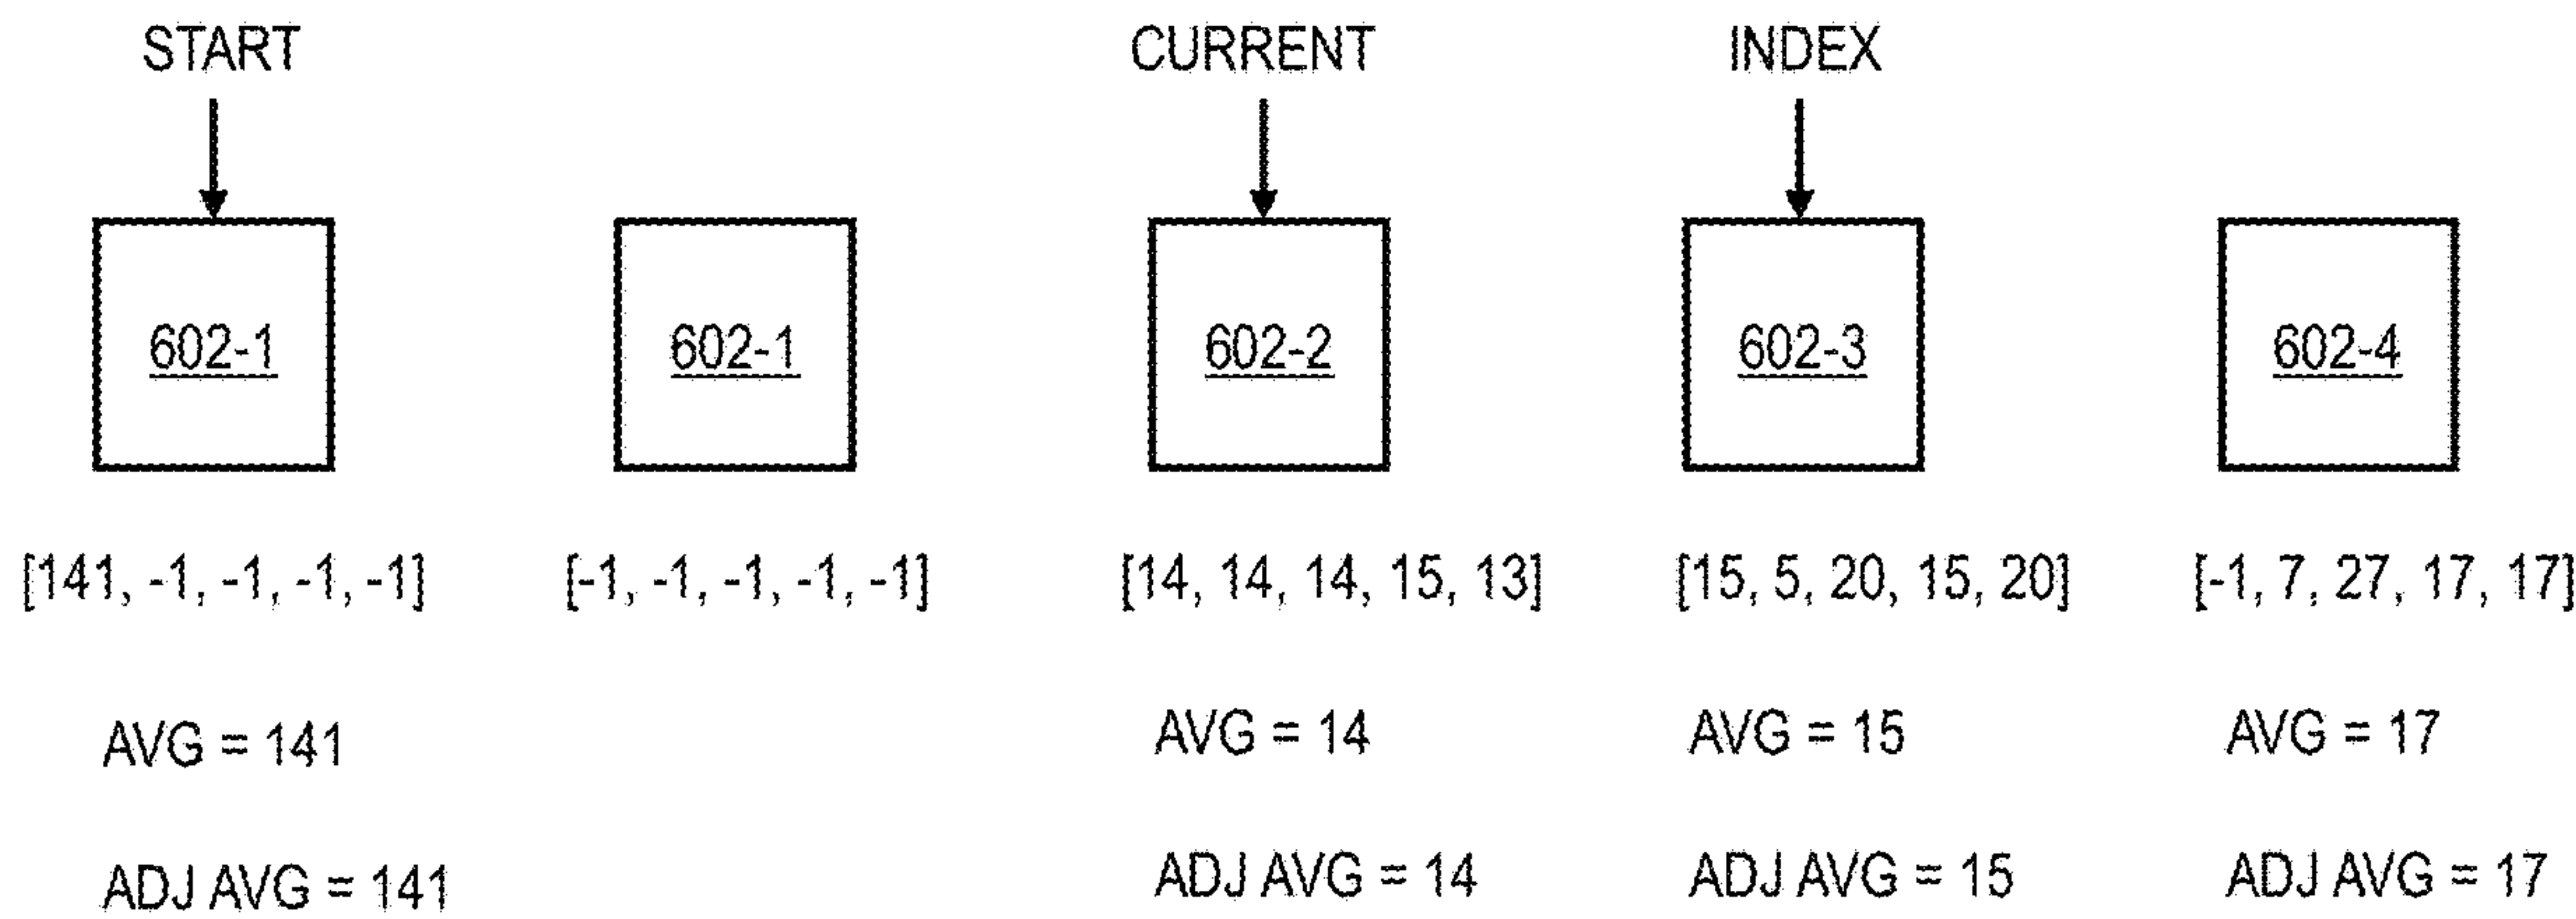 START CURRENT INDEX
602-1 602-1 602-2 602-3 602-4
[141, -1, -1, -1, -1] [-1, -1, -1, -1, -1] [14, 14, 14, 15, 13] [15, 5, 20, 15, 20] [-1, 7, 27, 17, 17]
AVG = 141 AVG = 14 AVG = 15 AVG = 17
ADJ AVG = 141 ADJ AVG = 14 ADJ AVG = 15 ADJ AVG = 17